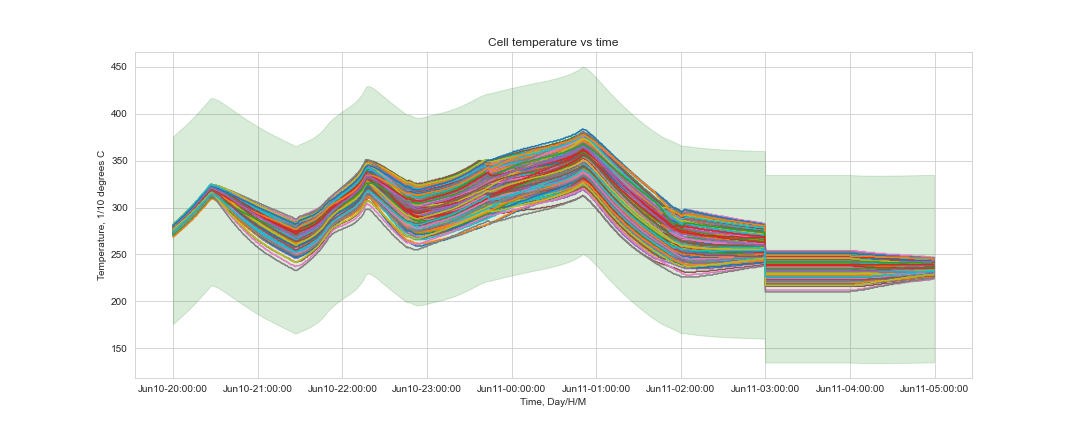 Cell temperature vs time
450
400
350
300
250
200
150
Temperature, 1/10 degrees C
Jun10-20:00:00 Jun10-21:00:00 Jun10-22:00:00 Jun10-23:00:00 Jun11-00:00:00 Jun11-01:00:00 Jun11-02:00:00 Jun11-03:00:00 Jun11-04:00:00 Jun11-05:00:00
Time, Day/H/M